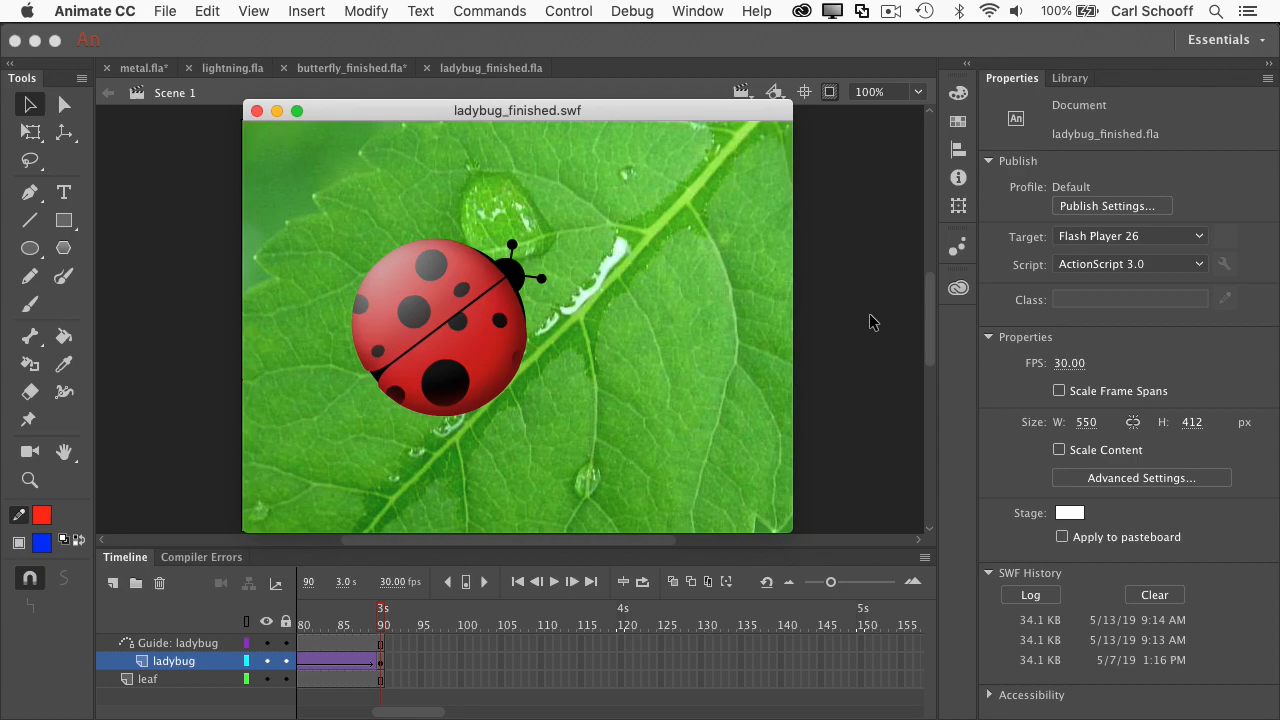 Animate CC File Edit View Insert Modify Text Commands Control Debug Window Help 100% Carl Schooff
An Essentials
Tools
metal.fla* lightning.fla butterfly_finished.fla* ladybug_finished.fla
Scene 1 100%
ladybug_finished.swf
Properties Library
Document
An
ladybug_finished.fla
Publish
Profile: Default
Publish Settings...
Target: Flash Player 26
Script: ActionScript 3.0
Class:
Properties
FPS: 30.00
Scale Frame Spans
Size: W: 550 H: 412 px
Scale Content
Advanced Settings...
Stage:
Apply to pasteboard
SWF History
Log Clear
34.1 KB 5/13/19 9:14 AM
34.1 KB 5/13/19 9:13 AM
34.1 KB 5/7/19 1:16 PM
Accessibility
Timeline Compiler Errors
90 3.0 s 30.00 fps
3s 4s 5s
80 85 90 95 100 105 110 115 120 125 130 135 140 145 150 155
Guide: ladybug
ladybug
leaf